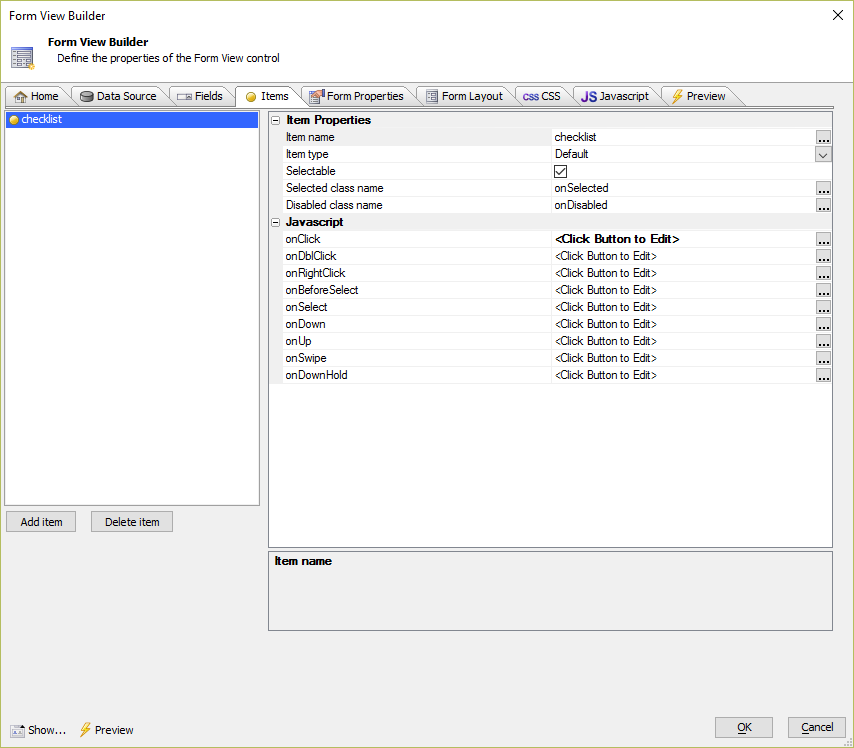 Form View Builder
Form View Builder
Define the properties of the Form View control
Home Data Source Fields Items Form Properties Form Layout css CSS JS Javascript Preview
checklist
Item Properties
Item name checklist ...
Item type Default
Selectable
Selected class name onSelected ...
Disabled class name onDisabled ...
Javascript
onClick <Click Button to Edit> ...
onDblClick <Click Button to Edit> ...
onRightClick <Click Button to Edit> ...
onBeforeSelect <Click Button to Edit> ...
onSelect <Click Button to Edit> ...
onDown <Click Button to Edit> ...
onUp <Click Button to Edit> ...
onSwipe <Click Button to Edit> ...
onDownHold <Click Button to Edit> ...
Add item Delete item
Item name
Show... Preview
OK Cancel